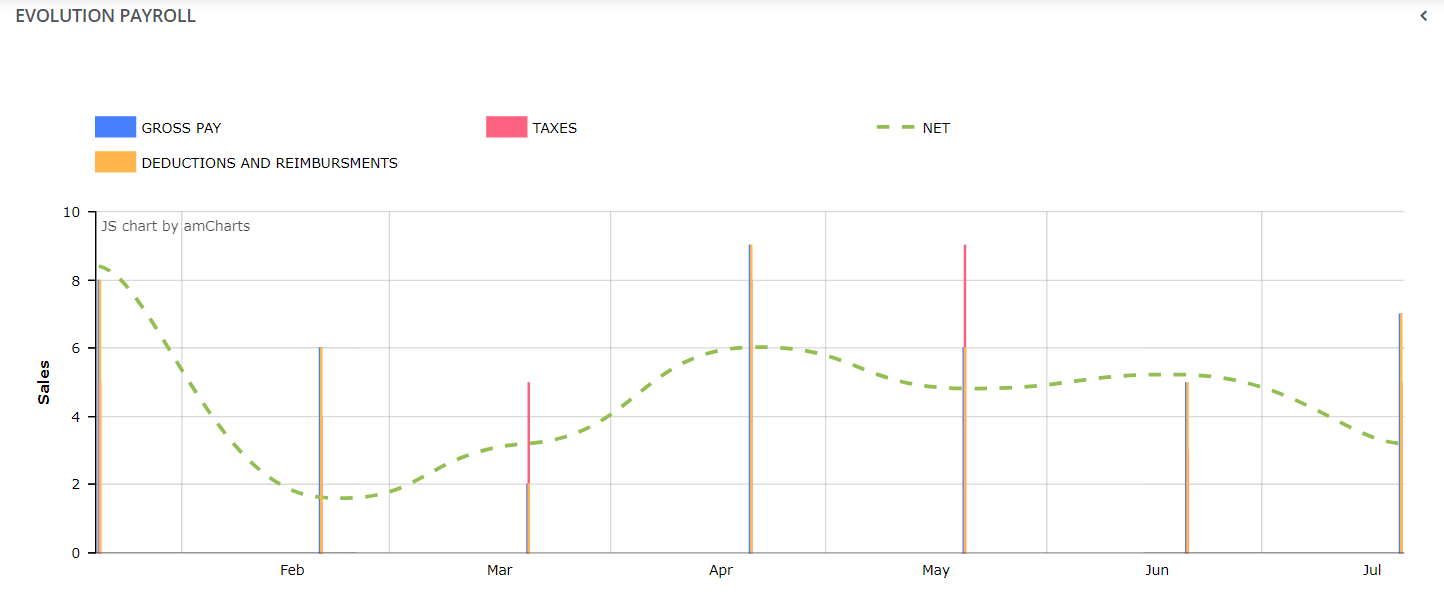 EVOLUTION PAYROLL
GROSS PAY
TAXES
NET
DEDUCTIONS AND REIMBURSMENTS
JS chart by amCharts
10
8
6
4
2
0
Sales
Feb Mar Apr May Jun Jul